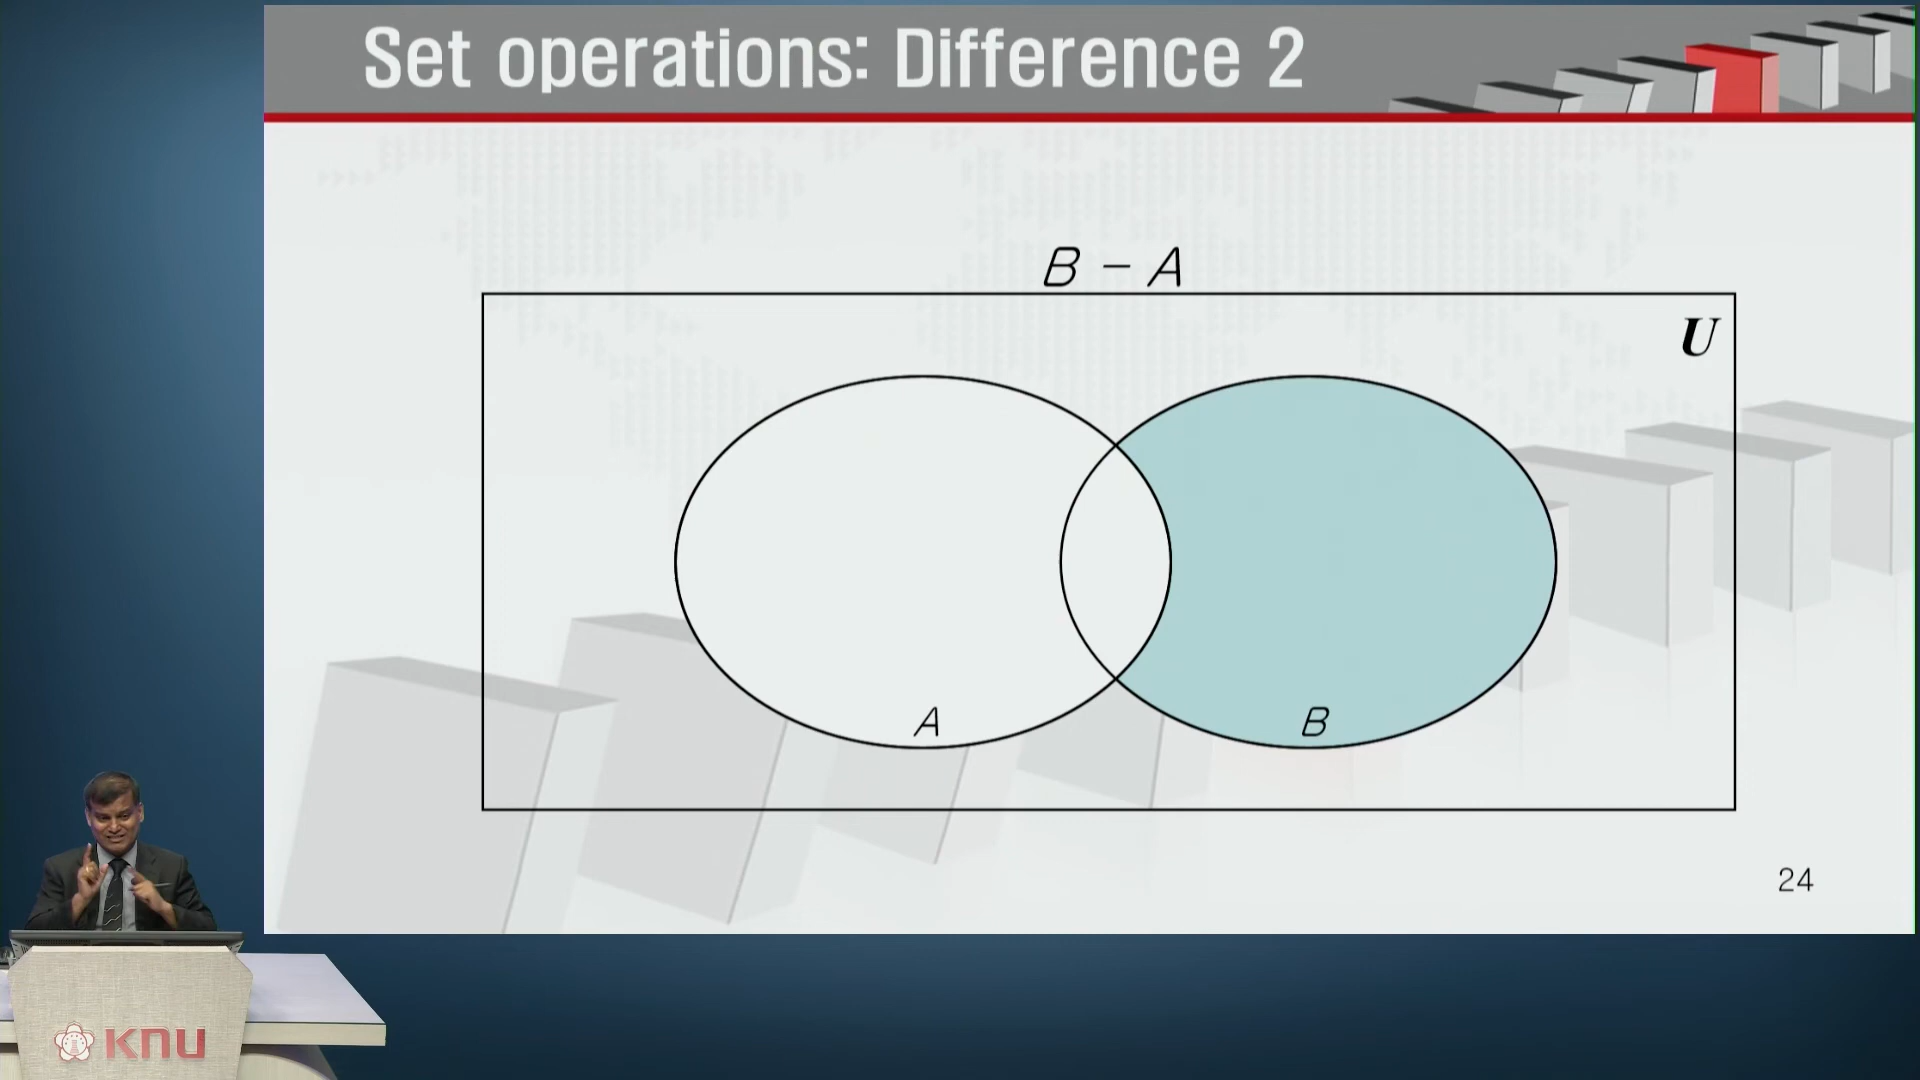 Set operations: Difference 2
B – A
U
A
B
24
KNU